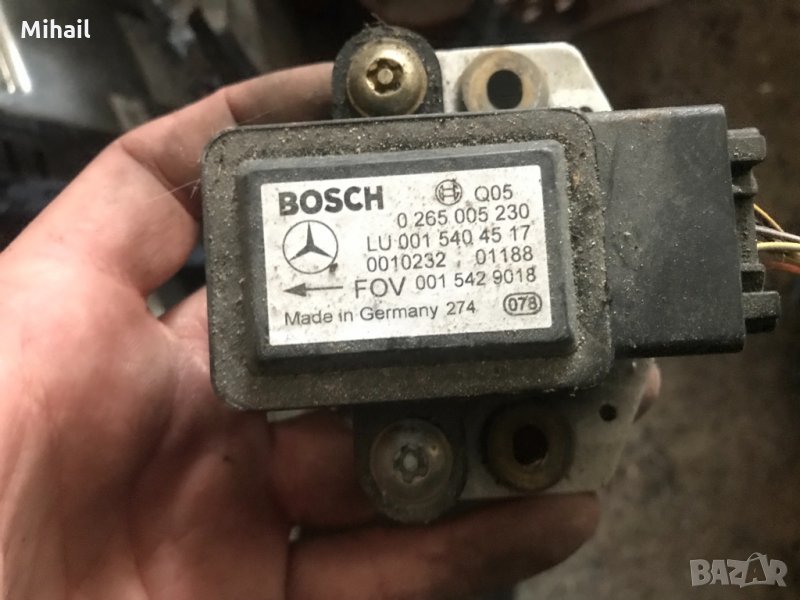 Mihail
BOSCH Q05
0 265 005 230
LU 001 540 45 17
0010232 01188
FOV 001 542 9018
Made in Germany 274 078
BAZAR